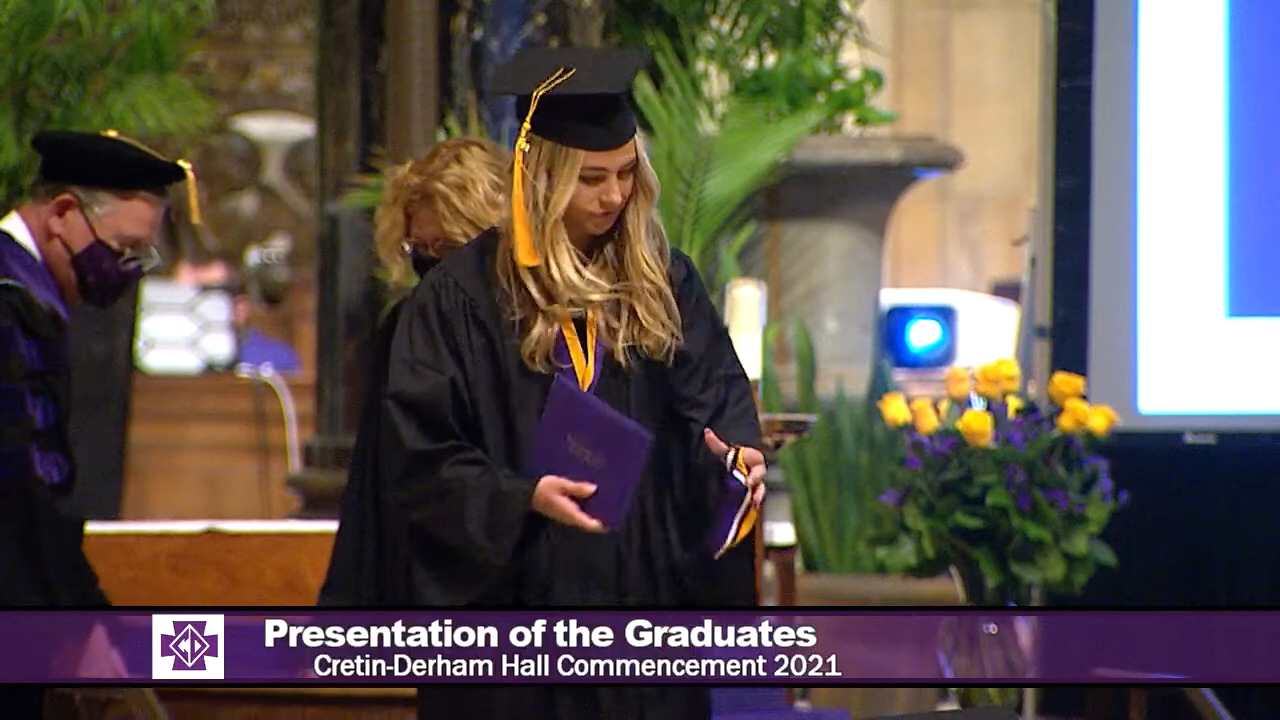 Presentation of the Graduates
Cretin-Derham Hall Commencement 2021